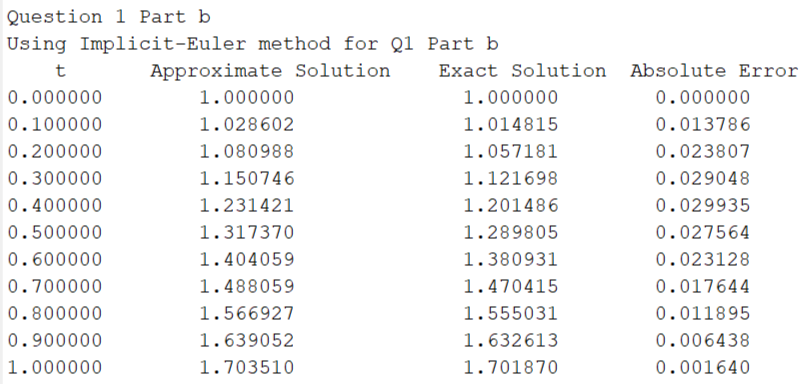 Question 1 Part b
Using Implicit-Euler method for Q1 Part b
t Approximate Solution Exact Solution Absolute Error
0.000000 1.000000 1.000000 0.000000
0.100000 1.028602 1.014815 0.013786
0.200000 1.080988 1.057181 0.023807
0.300000 1.150746 1.121698 0.029048
0.400000 1.231421 1.201486 0.029935
0.500000 1.317370 1.289805 0.027564
0.600000 1.404059 1.380931 0.023128
0.700000 1.488059 1.470415 0.017644
0.800000 1.566927 1.555031 0.011895
0.900000 1.639052 1.632613 0.006438
1.000000 1.703510 1.701870 0.001640